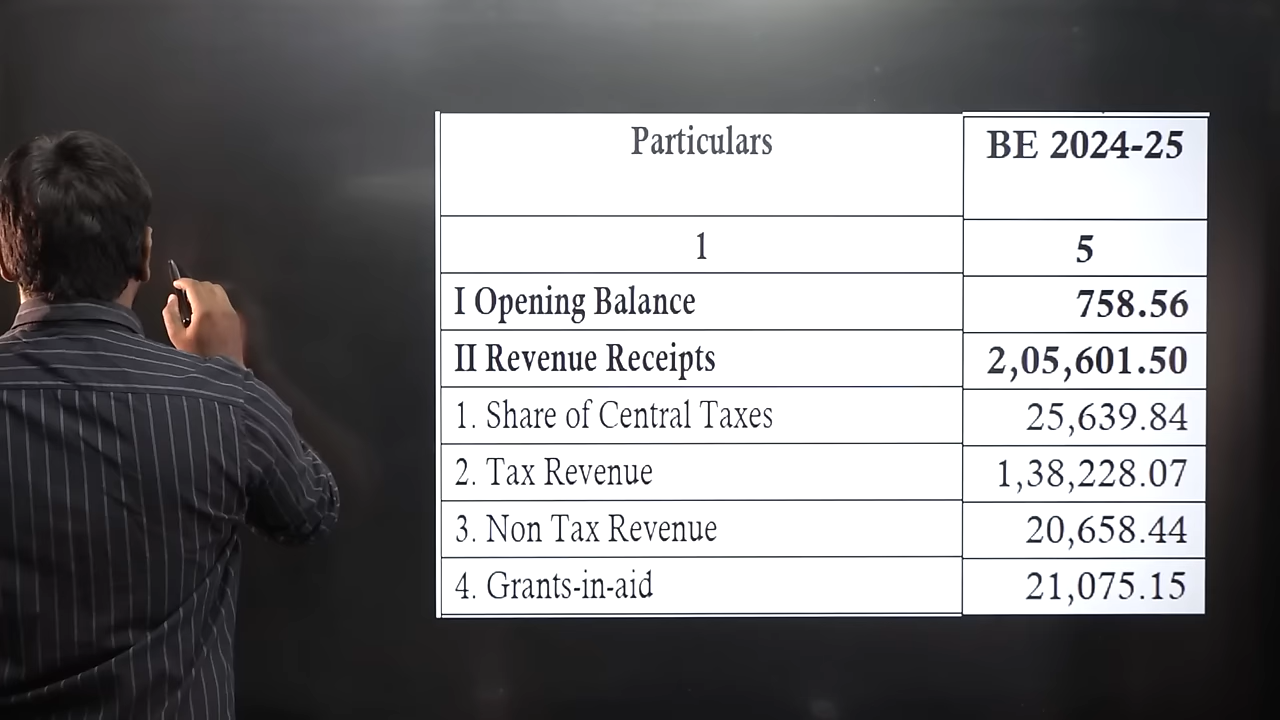 Particulars BE 2024-25
1 5
I Opening Balance 758.56
II Revenue Receipts 2,05,601.50
1. Share of Central Taxes 25,639.84
2. Tax Revenue 1,38,228.07
3. Non Tax Revenue 20,658.44
4. Grants-in-aid 21,075.15